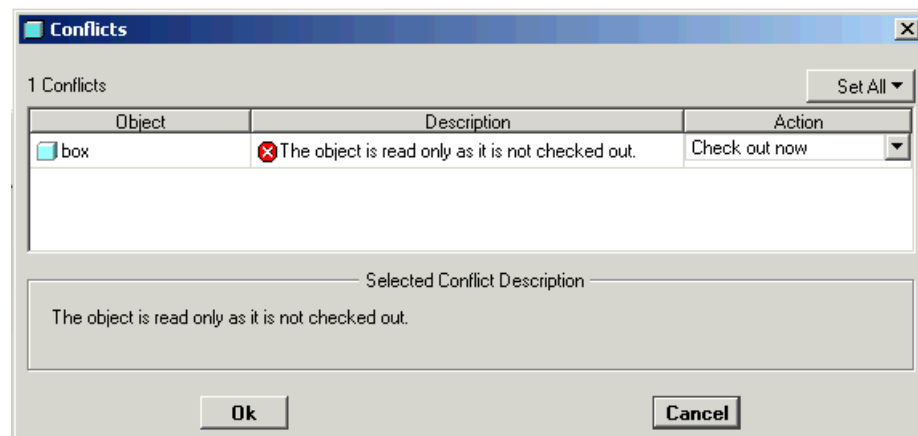 Conflicts
1 Conflicts
Set All
Object Description Action
box The object is read only as it is not checked out. Check out now
Selected Conflict Description
The object is read only as it is not checked out.
Ok Cancel